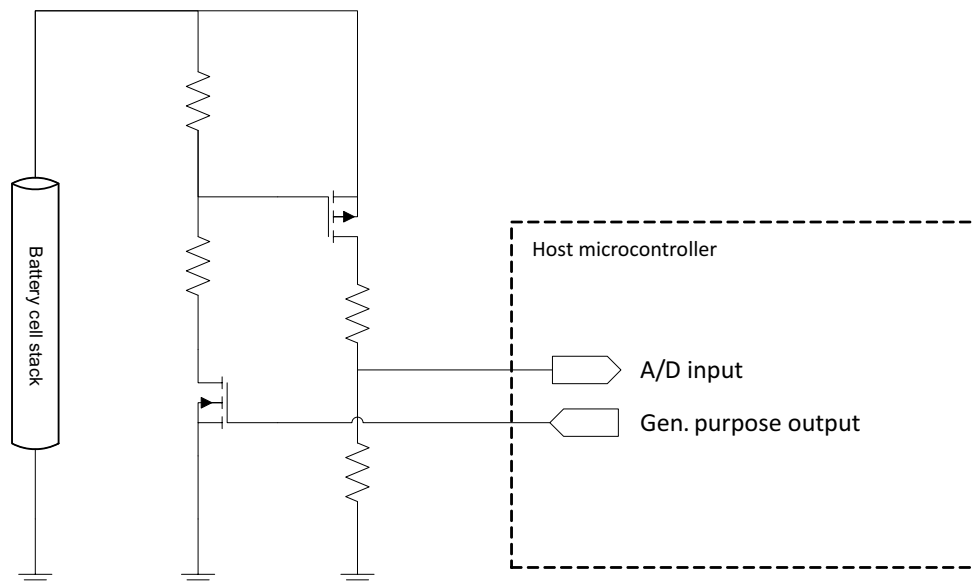 Battery cell stack
Host microcontroller
A/D input
Gen. purpose output